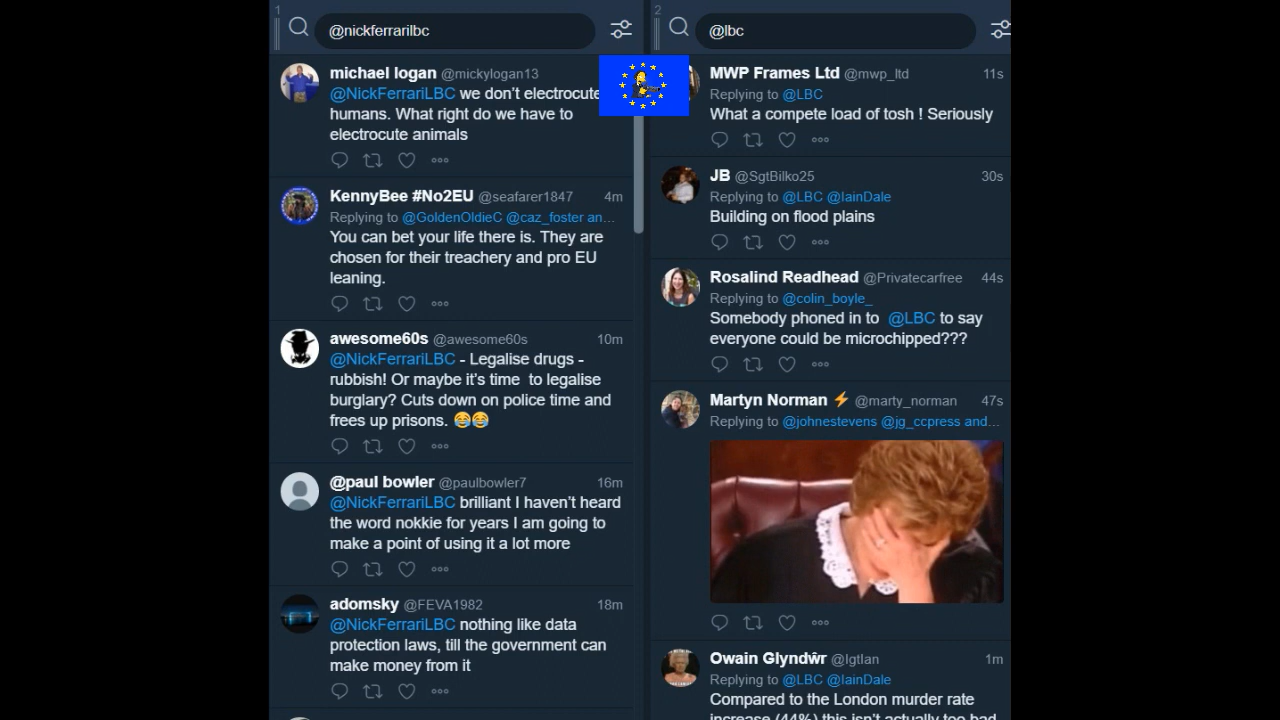 1
@nickferrarilbc
michael logan @mickylogan13
@NickFerrariLBC we don't electrocute
humans. What right do we have to
electrocute animals
KennyBee #No2EU @seafarer1847 4m
Replying to @GoldenOldieC @caz_foster an...
You can bet your life there is. They are
chosen for their treachery and pro EU
leaning.
awesome60s @awesome60s 10m
@NickFerrariLBC - Legalise drugs -
rubbish! Or maybe it's time to legalise
burglary? Cuts down on police time and
frees up prisons. 😂😂
@paul bowler @paulbowler7 16m
@NickFerrariLBC brilliant I haven't heard
the word nokkie for years I am going to
make a point of using it a lot more
adomsky @FEVA1982 18m
@NickFerrariLBC nothing like data
protection laws, till the government can
make money from it
2
@lbc
MWP Frames Ltd @mwp_ltd 11s
Replying to @LBC
What a compete load of tosh ! Seriously
JB @SgtBilko25 30s
Replying to @LBC @IainDale
Building on flood plains
Rosalind Readhead @Privatecarfree 44s
Replying to @colin_boyle_
Somebody phoned in to @LBC to say
everyone could be microchipped???
Martyn Norman ⚡ @marty_norman 47s
Replying to @johnestevens @jg_ccpress and...
Owain Glyndŵr @lgtlan 1m
Replying to @LBC @IainDale
Compared to the London murder rate
increase (44%) this isn't actually too bad